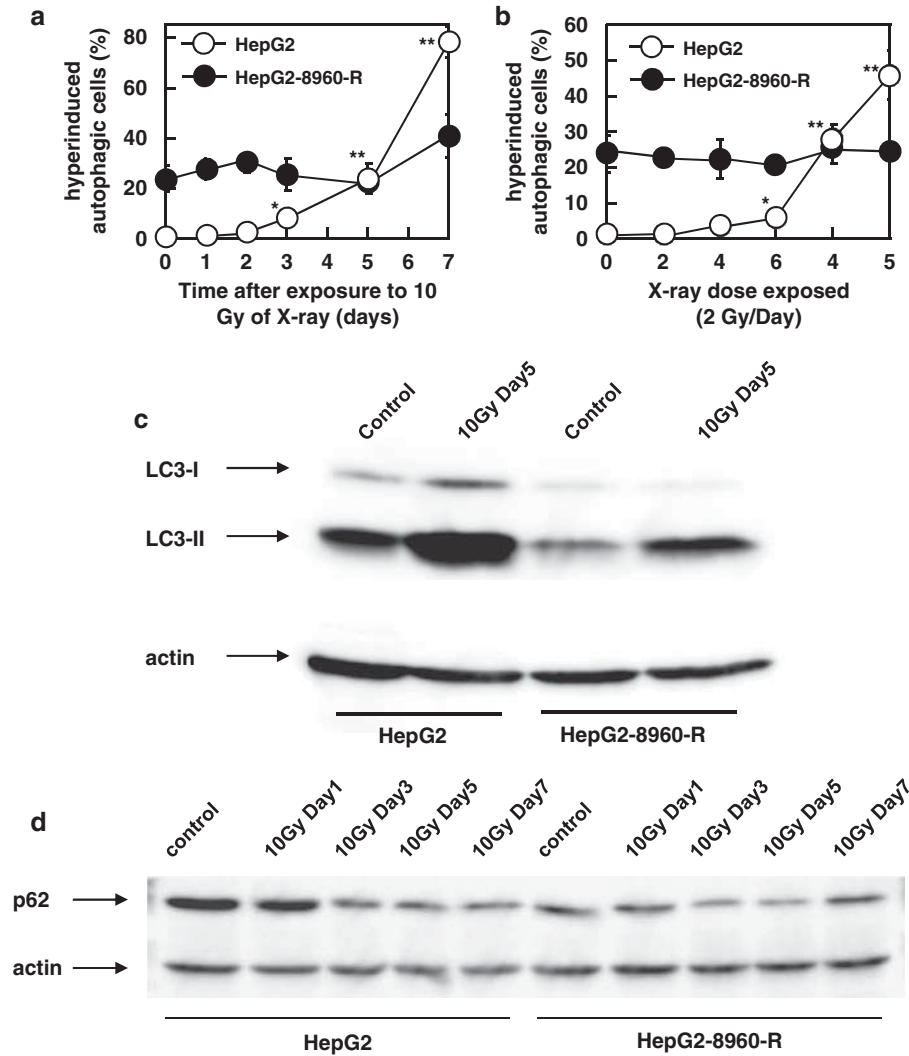 a
hyperinduced
autophagic cells (%)
80
60
40
20
0
HepG2
HepG2-8960-R
**
**
*
0 1 2 3 4 5 6 7
Time after exposure to 10
Gy of X-ray (days)
b
hyperinduced
autophagic cells (%)
60
50
40
30
20
10
0
HepG2
HepG2-8960-R
**
**
*
0 2 4 6 4 5
X-ray dose exposed
(2 Gy/Day)
c
Control 10Gy Day5 Control 10Gy Day5
LC3-I
LC3-II
actin
HepG2 HepG2-8960-R
d
control 10Gy Day1 10Gy Day3 10Gy Day5 10Gy Day7 control 10Gy Day1 10Gy Day3 10Gy Day5 10Gy Day7
p62
actin
HepG2 HepG2-8960-R